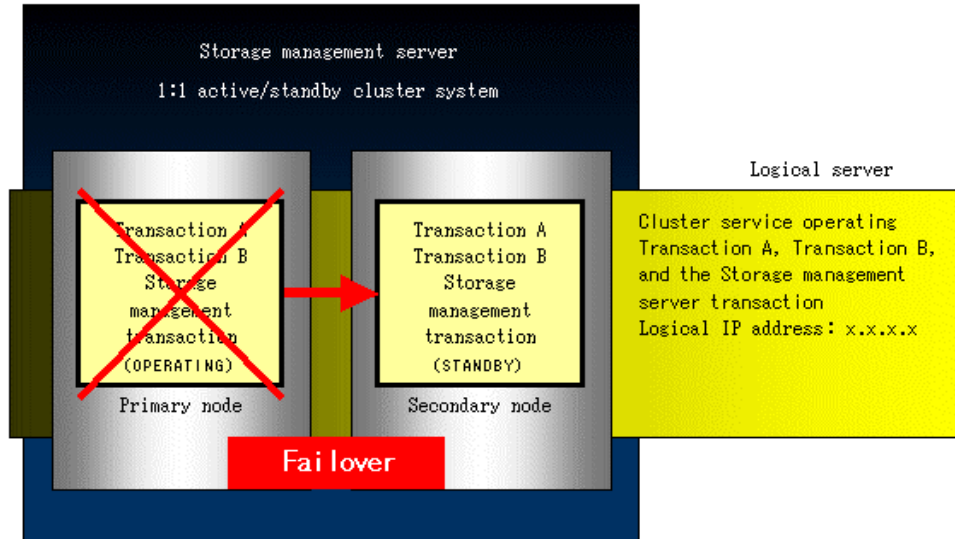 Storage management server
1:1 active/standby cluster system
Logical server
Transaction A
Transaction B
Storage
management
transaction
(OPERATING)
Primary node
Transaction A
Transaction B
Storage
management
transaction
(STANDBY)
Secondary node
Cluster service operating
Transaction A, Transaction B,
and the Storage management
server transaction
Logical IP address: x.x.x.x
Failover